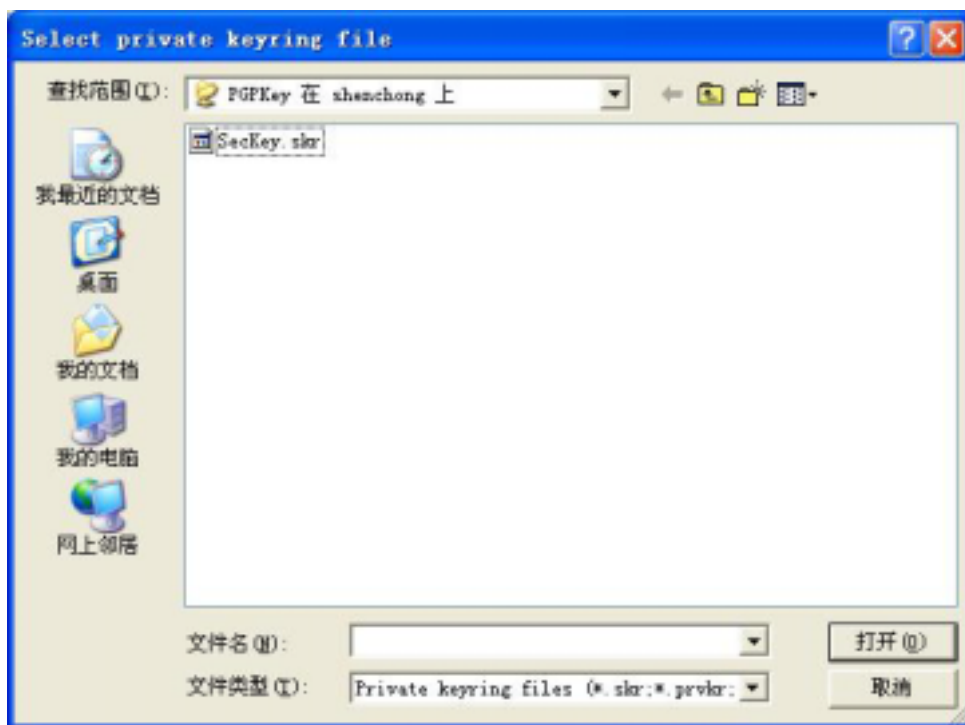 Select private keyring file
查找范围(I):
PGPKey 在 shenchong 上
SecKey.skr
我最近的文档
桌面
我的文档
我的电脑
网上邻居
文件名(N):
打开(O)
文件类型(T):
Private keyring files (*.skr;*.prvkr;
取消